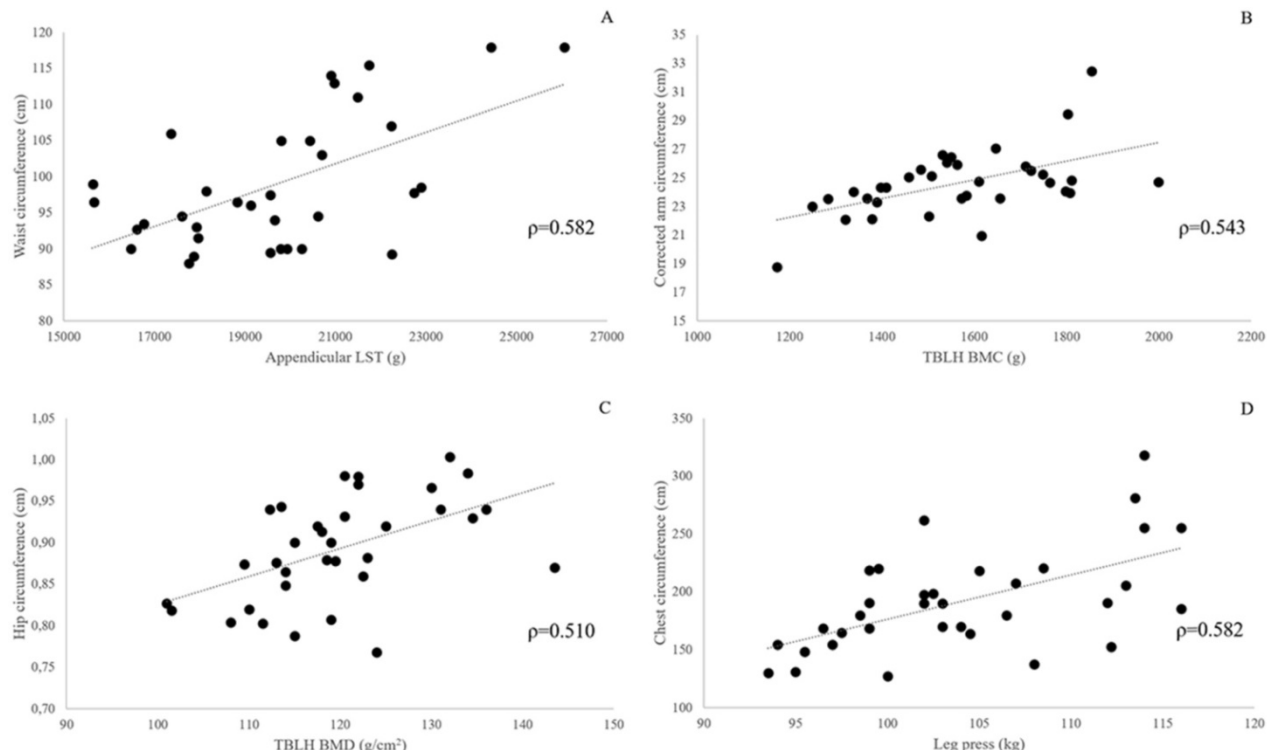 A
120
115
110
105
100
95
90
85
80
Waist circumference (cm)
15000 17000 19000 21000 23000 25000 27000
Appendicular LST (g)
ρ=0.582
B
35
33
31
29
27
25
23
21
19
17
15
Corrected arm circumference (cm)
1000 1200 1400 1600 1800 2000 2200
TBLH BMC (g)
ρ=0.543
C
1,05
1,00
0,95
0,90
0,85
0,80
0,75
0,70
Hip circumference (cm)
90 100 110 120 130 140 150
TBLH BMD (g/cm²)
ρ=0.510
D
350
300
250
200
150
100
Chest circumference (cm)
90 95 100 105 110 115 120
Leg press (kg)
ρ=0.582